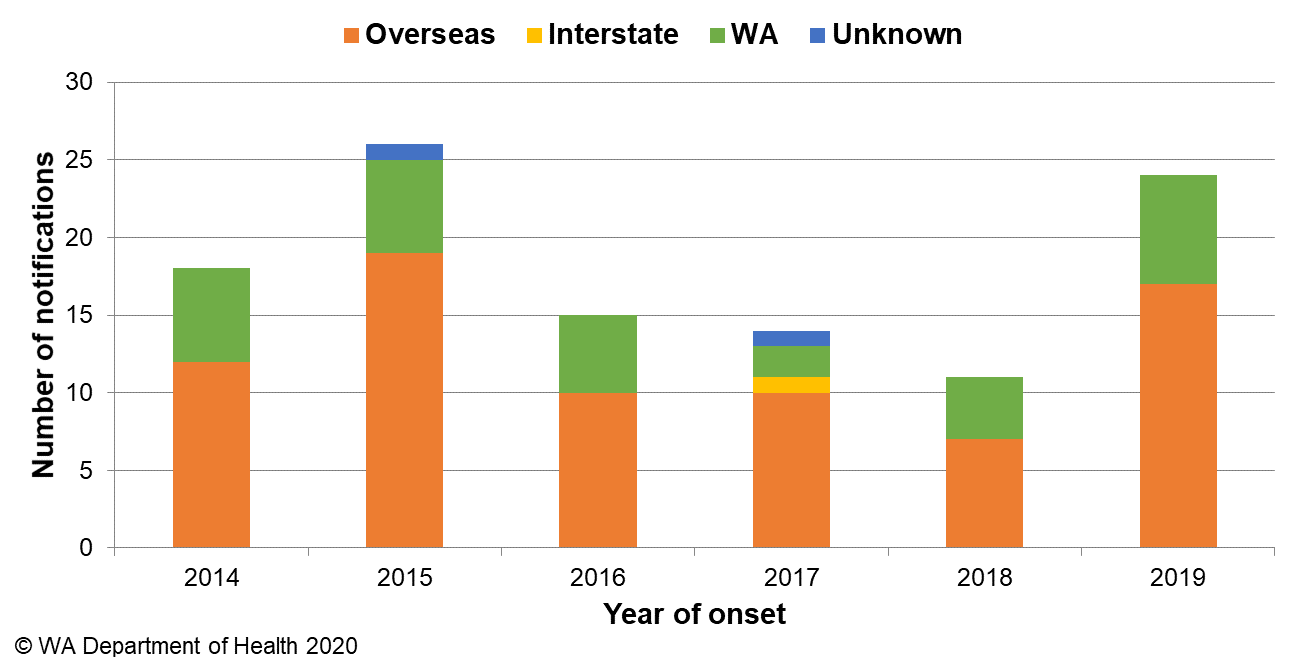 Overseas Interstate WA Unknown
30
25
20
15
10
5
0
Number of notifications
2014 2015 2016 2017 2018 2019
Year of onset
© WA Department of Health 2020